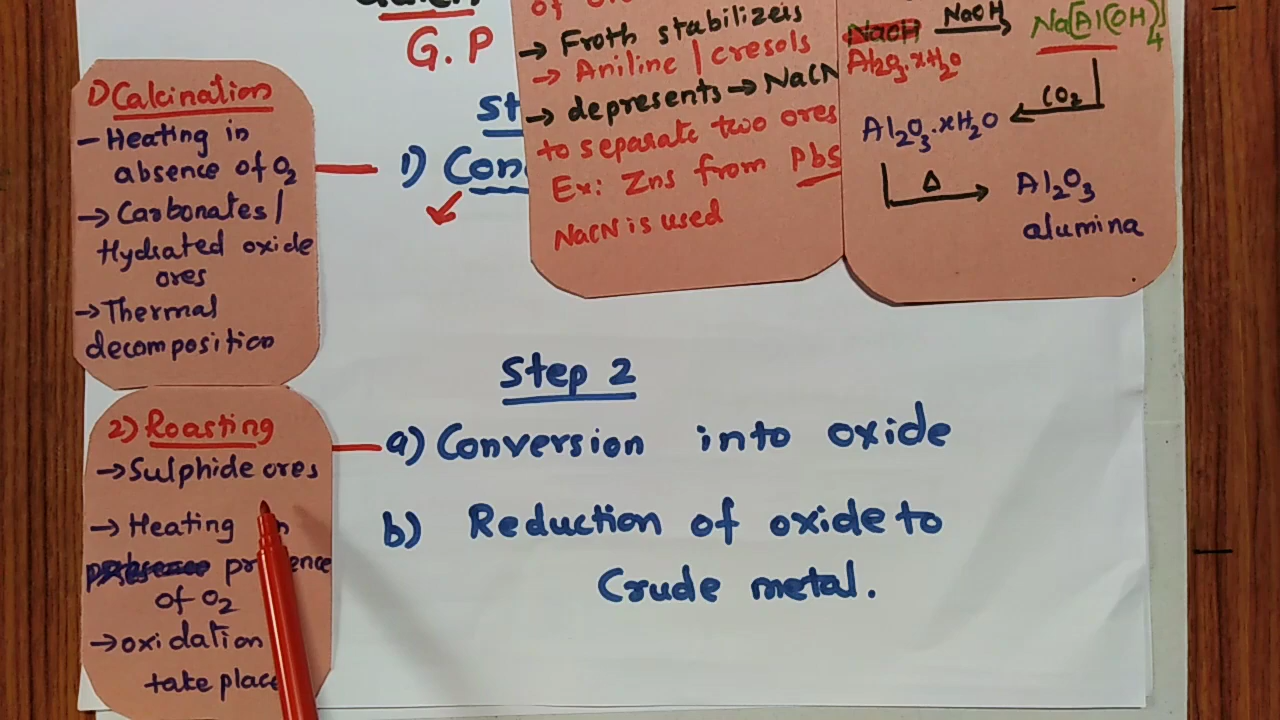 G.P
1) Con
1) Calcination
– Heating in
absence of O₂
→ Carbonates /
Hydrated oxide
ores
→ Thermal
decomposition
2) Roasting
→ Sulphide ores
→ Heating
of O₂
→ oxidation
take place
→ Froth stabilizers
→ Aniline / cresols
→ depresents → NaCN
to separate two ores
Ex: Zns from Pbs
NaCN is used
NaOH Na[Al(OH)₄]
Al₂O₃.xH₂O
CO₂
Al₂O₃.xH₂O
Δ Al₂O₃
alumina
Step 2
a) Conversion into oxide
b) Reduction of oxide to
Crude metal.